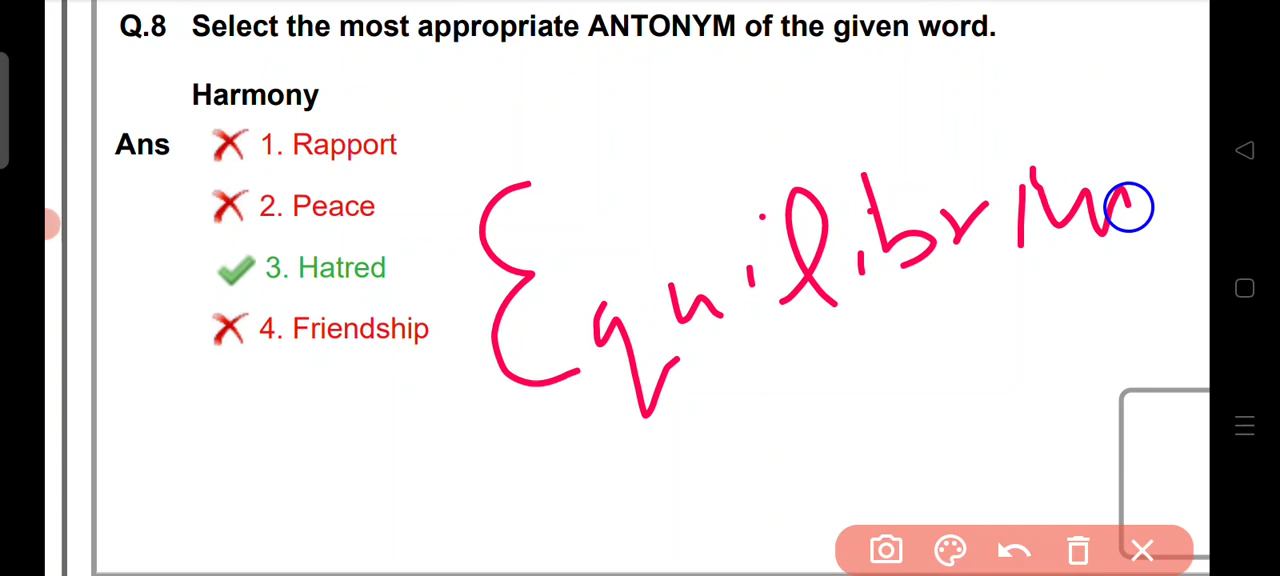 Q.8 Select the most appropriate ANTONYM of the given word.
Harmony
Ans 1. Rapport
2. Peace
3. Hatred
4. Friendship
Equilibrium